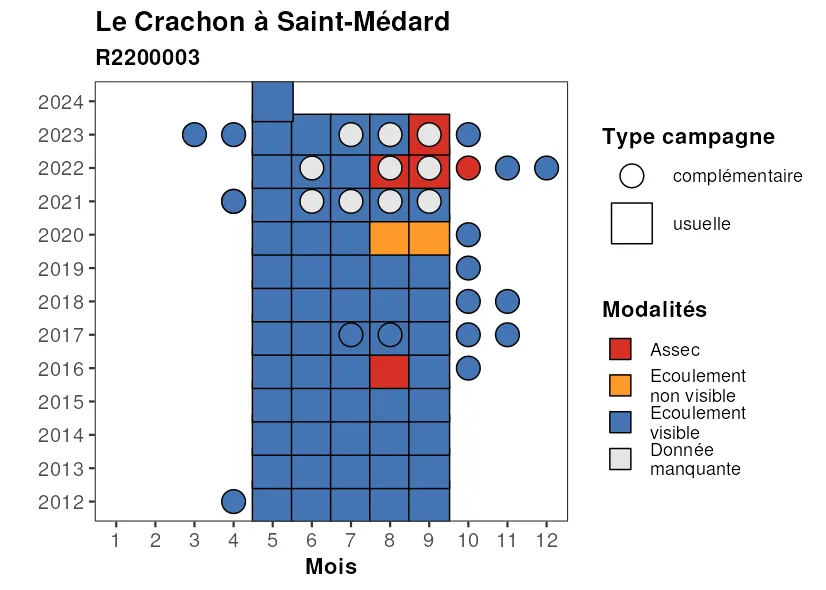 Le Crachon à Saint-Médard
R2200003
2024
2023
2022
2021
2020
2019
2018
2017
2016
2015
2014
2013
2012
1 2 3 4 5 6 7 8 9 10 11 12
Mois
Type campagne
complémentaire
usuelle
Modalités
Assec
Ecoulement
non visible
Ecoulement
visible
Donnée
manquante